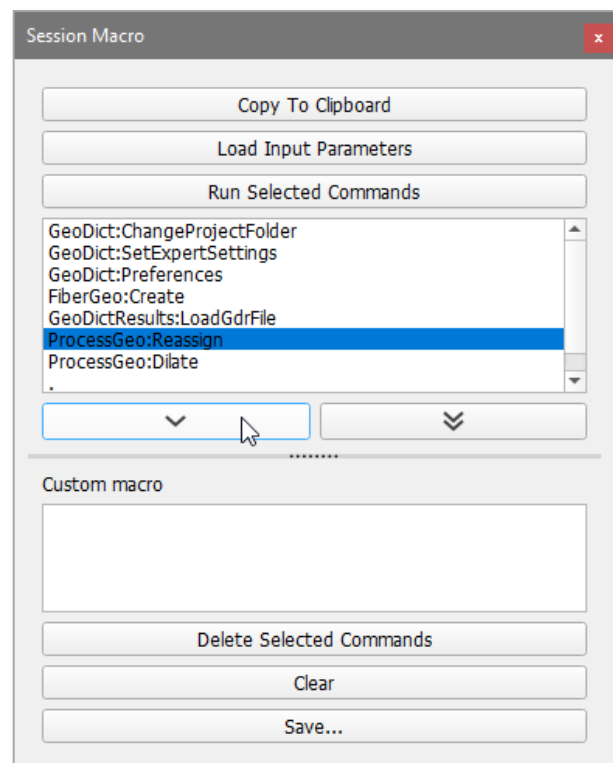 Session Macro
x
Copy To Clipboard
Load Input Parameters
Run Selected Commands
GeoDict:ChangeProjectFolder
GeoDict:SetExpertSettings
GeoDict:Preferences
FiberGeo:Create
GeoDictResults:LoadGdrFile
ProcessGeo:Reassign
ProcessGeo:Dilate
Custom macro
Delete Selected Commands
Clear
Save...